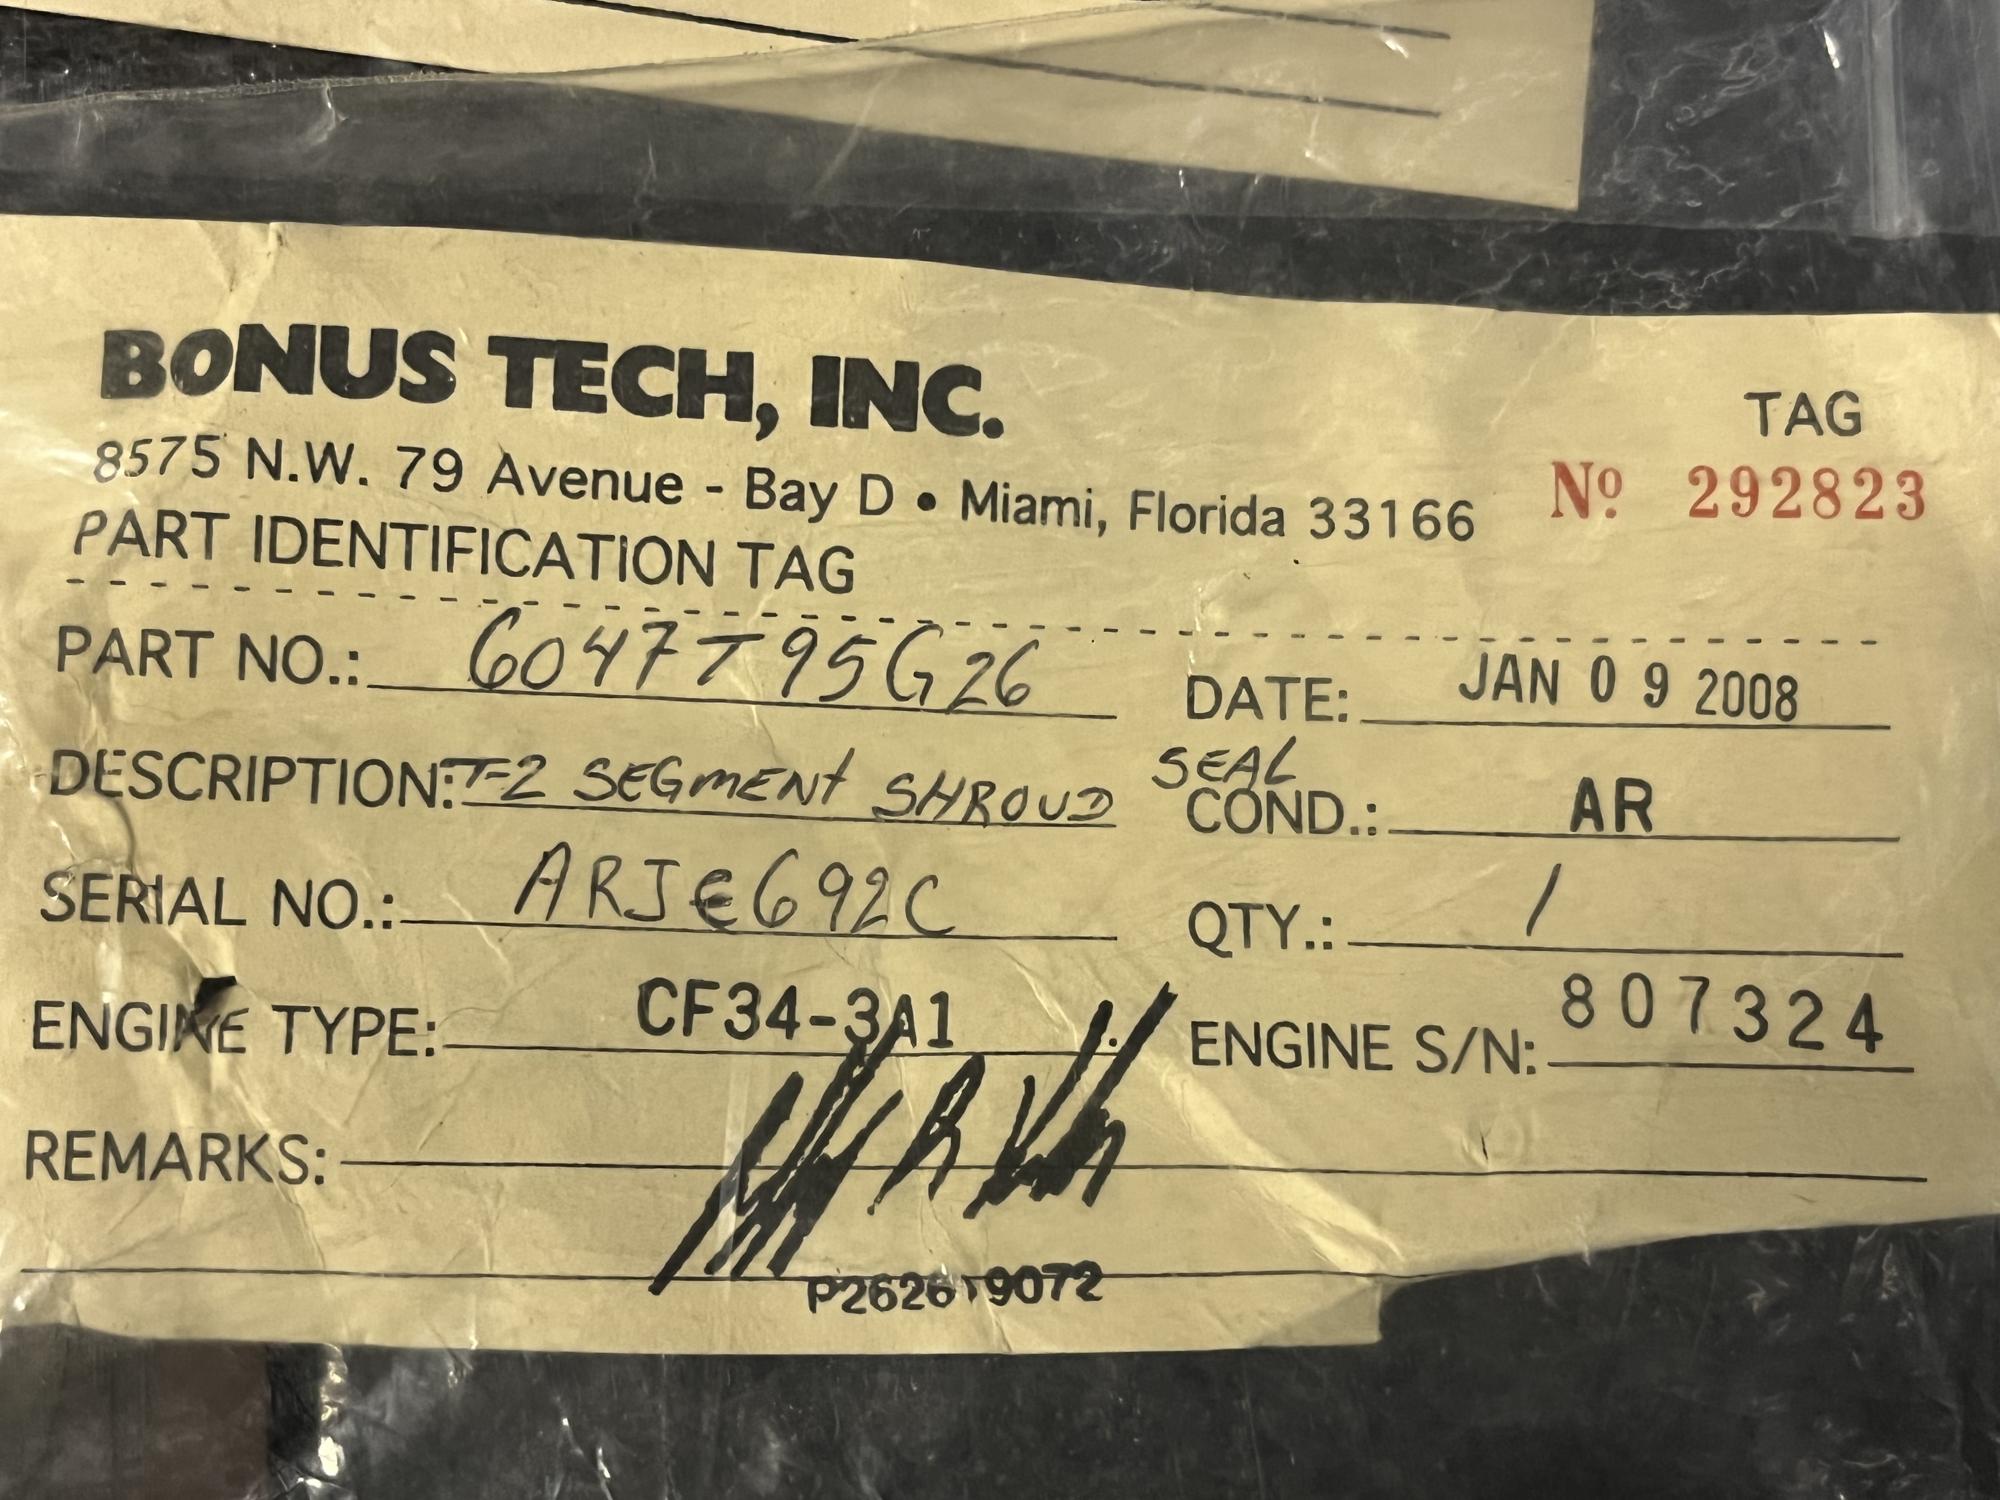 BONUS TECH, INC.
8575 N.W. 79 Avenue - Bay D • Miami, Florida 33166
TAG
Nº 292823
PART IDENTIFICATION TAG
PART NO.: 6047T95G26
DATE: JAN 09 2008
DESCRIPTION: T-2 SEGMENT SHROUD SEAL
COND.: AR
SERIAL NO.: ARJE692C
QTY.: 1
ENGINE TYPE: CF34-3A1
ENGINE S/N: 807324
REMARKS: